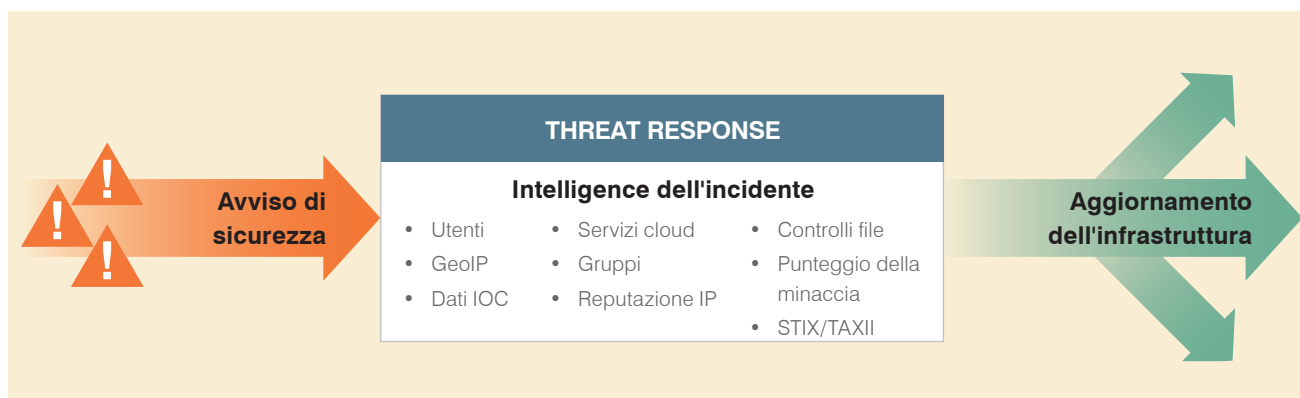 !
!
!
Avviso di
sicurezza
THREAT RESPONSE
Intelligence dell'incidente
• Utenti
• GeoIP
• Dati IOC
• Servizi cloud
• Gruppi
• Reputazione IP
• Controlli file
• Punteggio della
minaccia
• STIX/TAXII
Aggiornamento
dell'infrastruttura